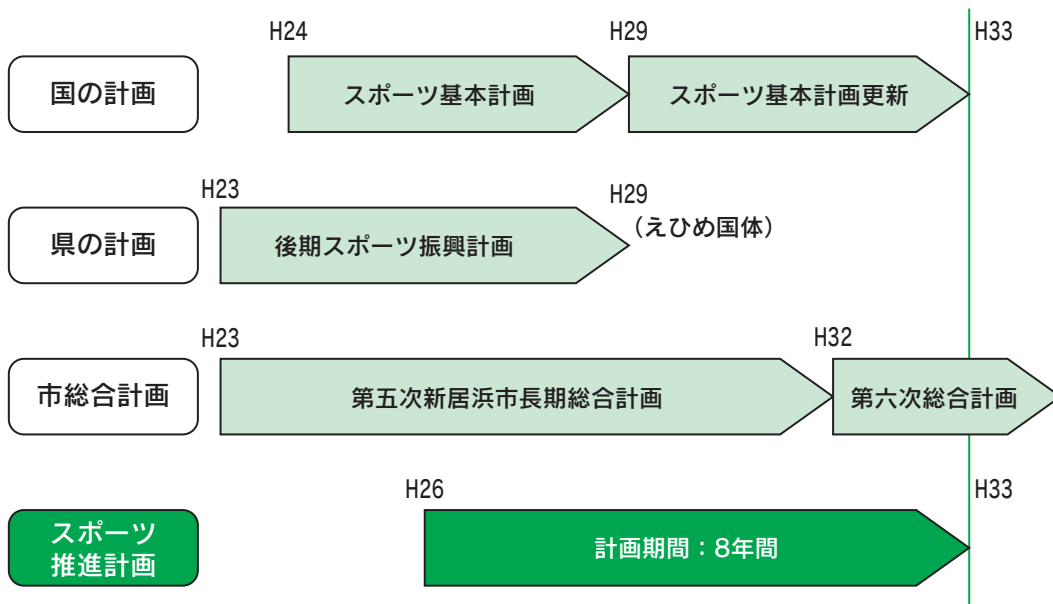 H24
H29
H33
国の計画
スポーツ基本計画
スポーツ基本計画更新
H23
H29
(えひめ国体)
県の計画
後期スポーツ振興計画
H23
H32
市総合計画
第五次新居浜市長期総合計画
第六次総合計画
H26
H33
スポーツ
推進計画
計画期間：8年間